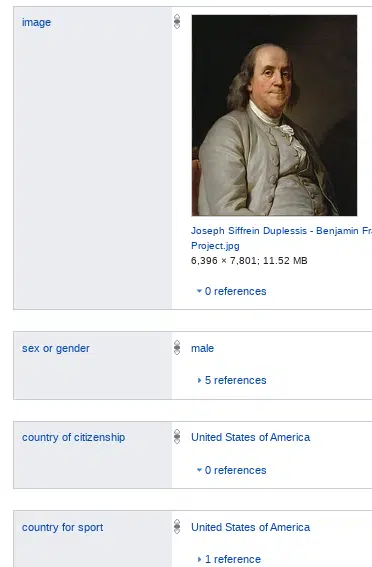 image
Joseph Siffrein Duplessis - Benjamin Fr
Project.jpg
6,396 × 7,801; 11.52 MB
0 references
sex or gender
male
5 references
country of citizenship
United States of America
0 references
country for sport
United States of America
1 reference